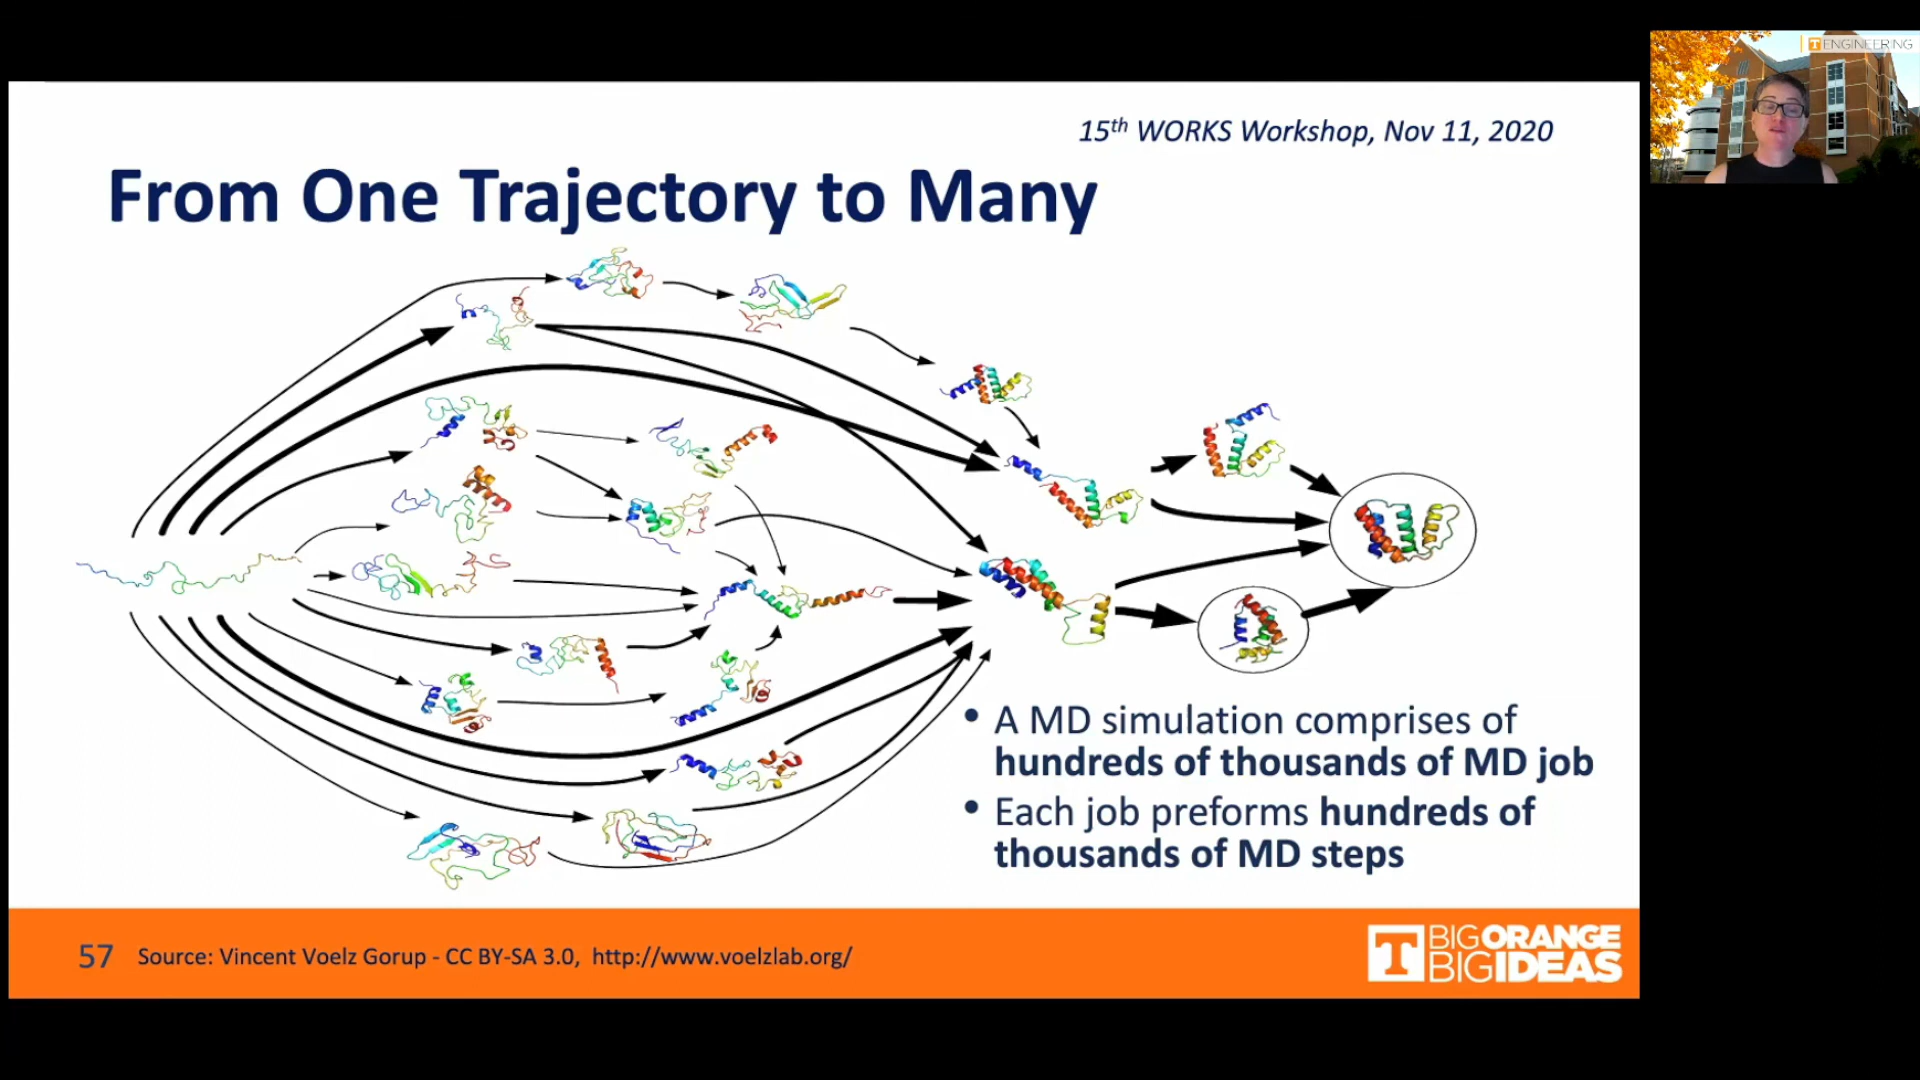 ENGINEERING
15th WORKS Workshop, Nov 11, 2020
From One Trajectory to Many
• A MD simulation comprises of
hundreds of thousands of MD job
• Each job preforms hundreds of
thousands of MD steps
57 Source: Vincent Voelz Gorup - CC BY-SA 3.0, http://www.voelzlab.org/
T BIG ORANGE
BIG IDEAS